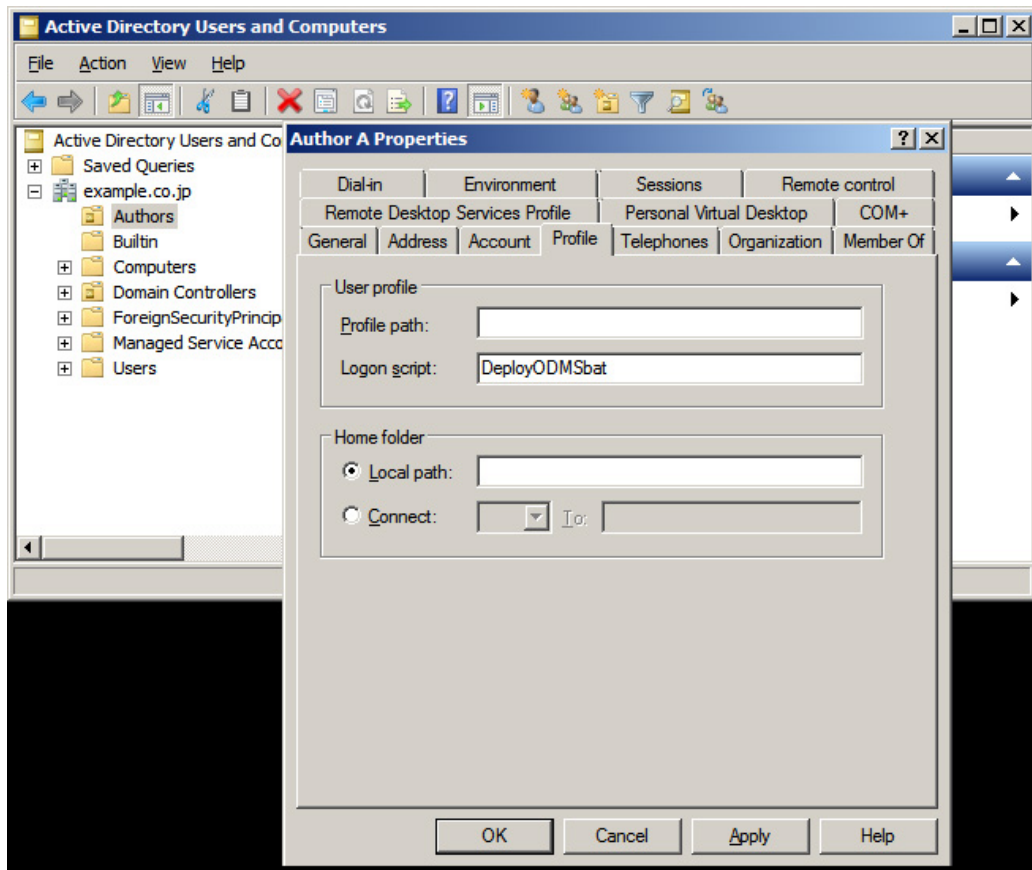 Active Directory Users and Computers
File Action View Help
Active Directory Users and Co
Saved Queries
example.co.jp
Authors
Builtin
Computers
Domain Controllers
ForeignSecurityPrincip
Managed Service Acco
Users
Author A Properties
Dial-in Environment Sessions Remote control
Remote Desktop Services Profile Personal Virtual Desktop COM+
General Address Account Profile Telephones Organization Member Of
User profile
Profile path:
Logon script: DeployODMSbat
Home folder
Local path:
Connect: To:
OK Cancel Apply Help